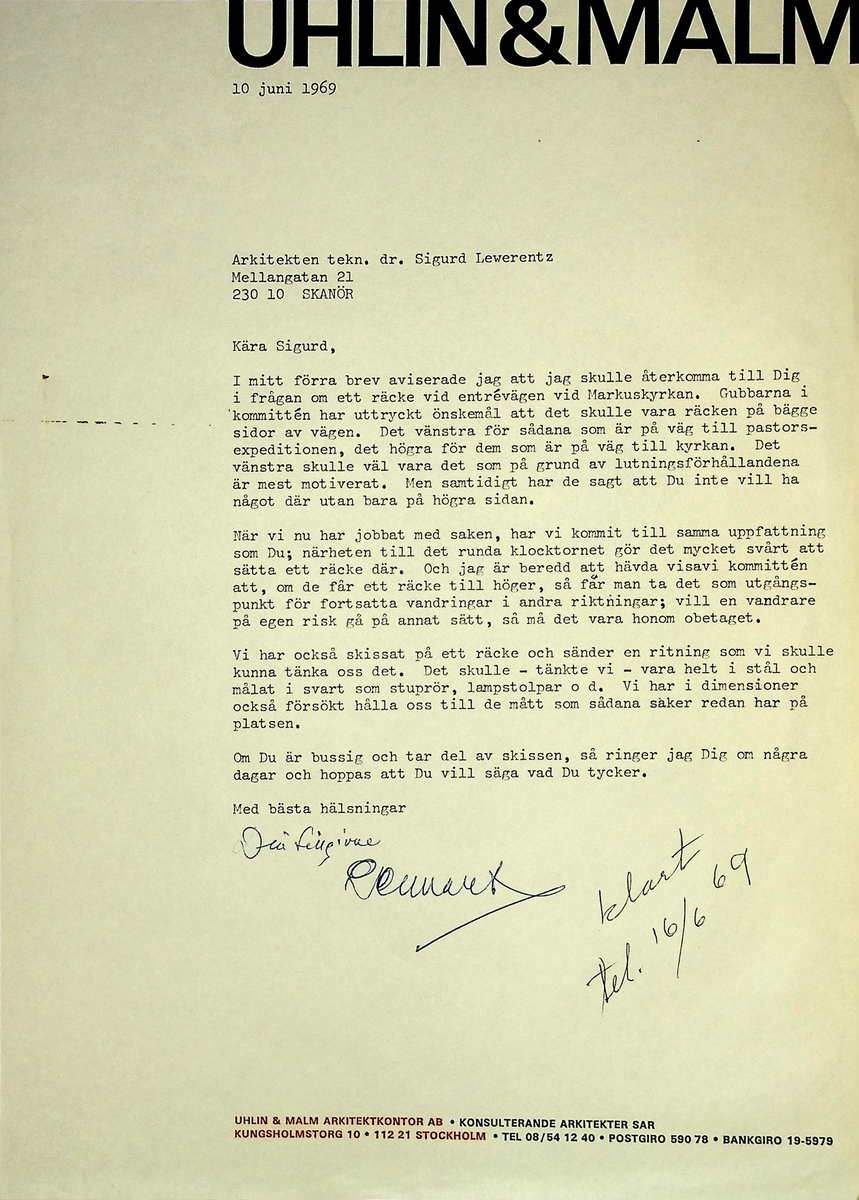 UHLIN & MALM
10 juni 1969
Arkitekten tekn. dr. Sigurd Lewerentz
Mellangatan 21
230 10 SKANÖR
Kära Sigurd,
I mitt förra brev aviserade jag att jag skulle återkomma till Dig
i frågan om ett räcke vid entrévägen vid Markuskyrkan. Gubbarna i
kommittén har uttryckt önskemål att det skulle vara räcken på bägge
sidor av vägen. Det vänstra för sådana som är på väg till pastors-
expeditionen, det högra för dem som är på väg till kyrkan. Det
vänstra skulle väl vara det som på grund av lutningsförhållandena
är mest motiverat. Men samtidigt har de sagt att Du inte vill ha
något där utan bara på högra sidan.
När vi nu har jobbat med saken, har vi kommit till samma uppfattning
som Du; närheten till det runda klocktornet gör det mycket svårt att
sätta ett räcke där. Och jag är beredd att hävda visavi kommittén
att, om de får ett räcke till höger, så får man ta det som utgångs-
punkt för fortsatta vandringar i andra riktningar; vill en vandrare
på egen risk gå på annat sätt, så må det vara honom obetaget.
Vi har också skissat på ett räcke och sänder en ritning som vi skulle
kunna tänka oss det. Det skulle - tänkte vi - vara helt i stål och
målat i svart som stuprör, lampstolpar o d. Vi har i dimensioner
också försökt hålla oss till de mått som sådana saker redan har på
platsen.
Om Du är bussig och tar del av skissen, så ringer jag Dig om några
dagar och hoppas att Du vill säga vad Du tycker.
Med bästa hälsningar
Din tillgivne
Lennart
klart
tel. 16/6 69
UHLIN & MALM ARKITEKTKONTOR AB • KONSULTERANDE ARKITEKTER SAR
KUNGSHOLMSTORG 10 • 112 21 STOCKHOLM • TEL 08/54 12 40 • POSTGIRO 590 78 • BANKGIRO 19-5979